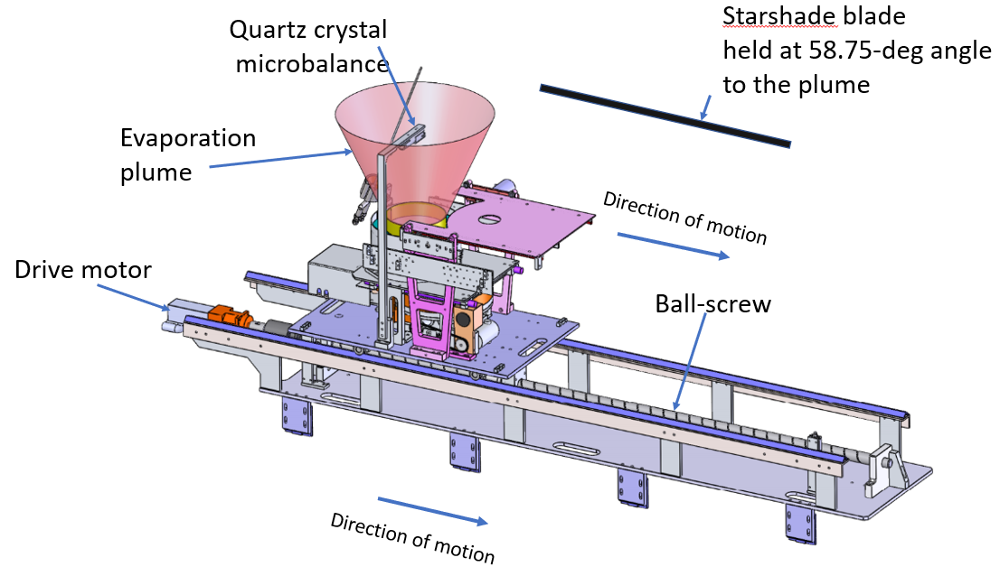 Quartz crystal
microbalance
Starshade blade
held at 58.75-deg angle
to the plume
Evaporation
plume
Direction of motion
Drive motor
Ball-screw
Direction of motion